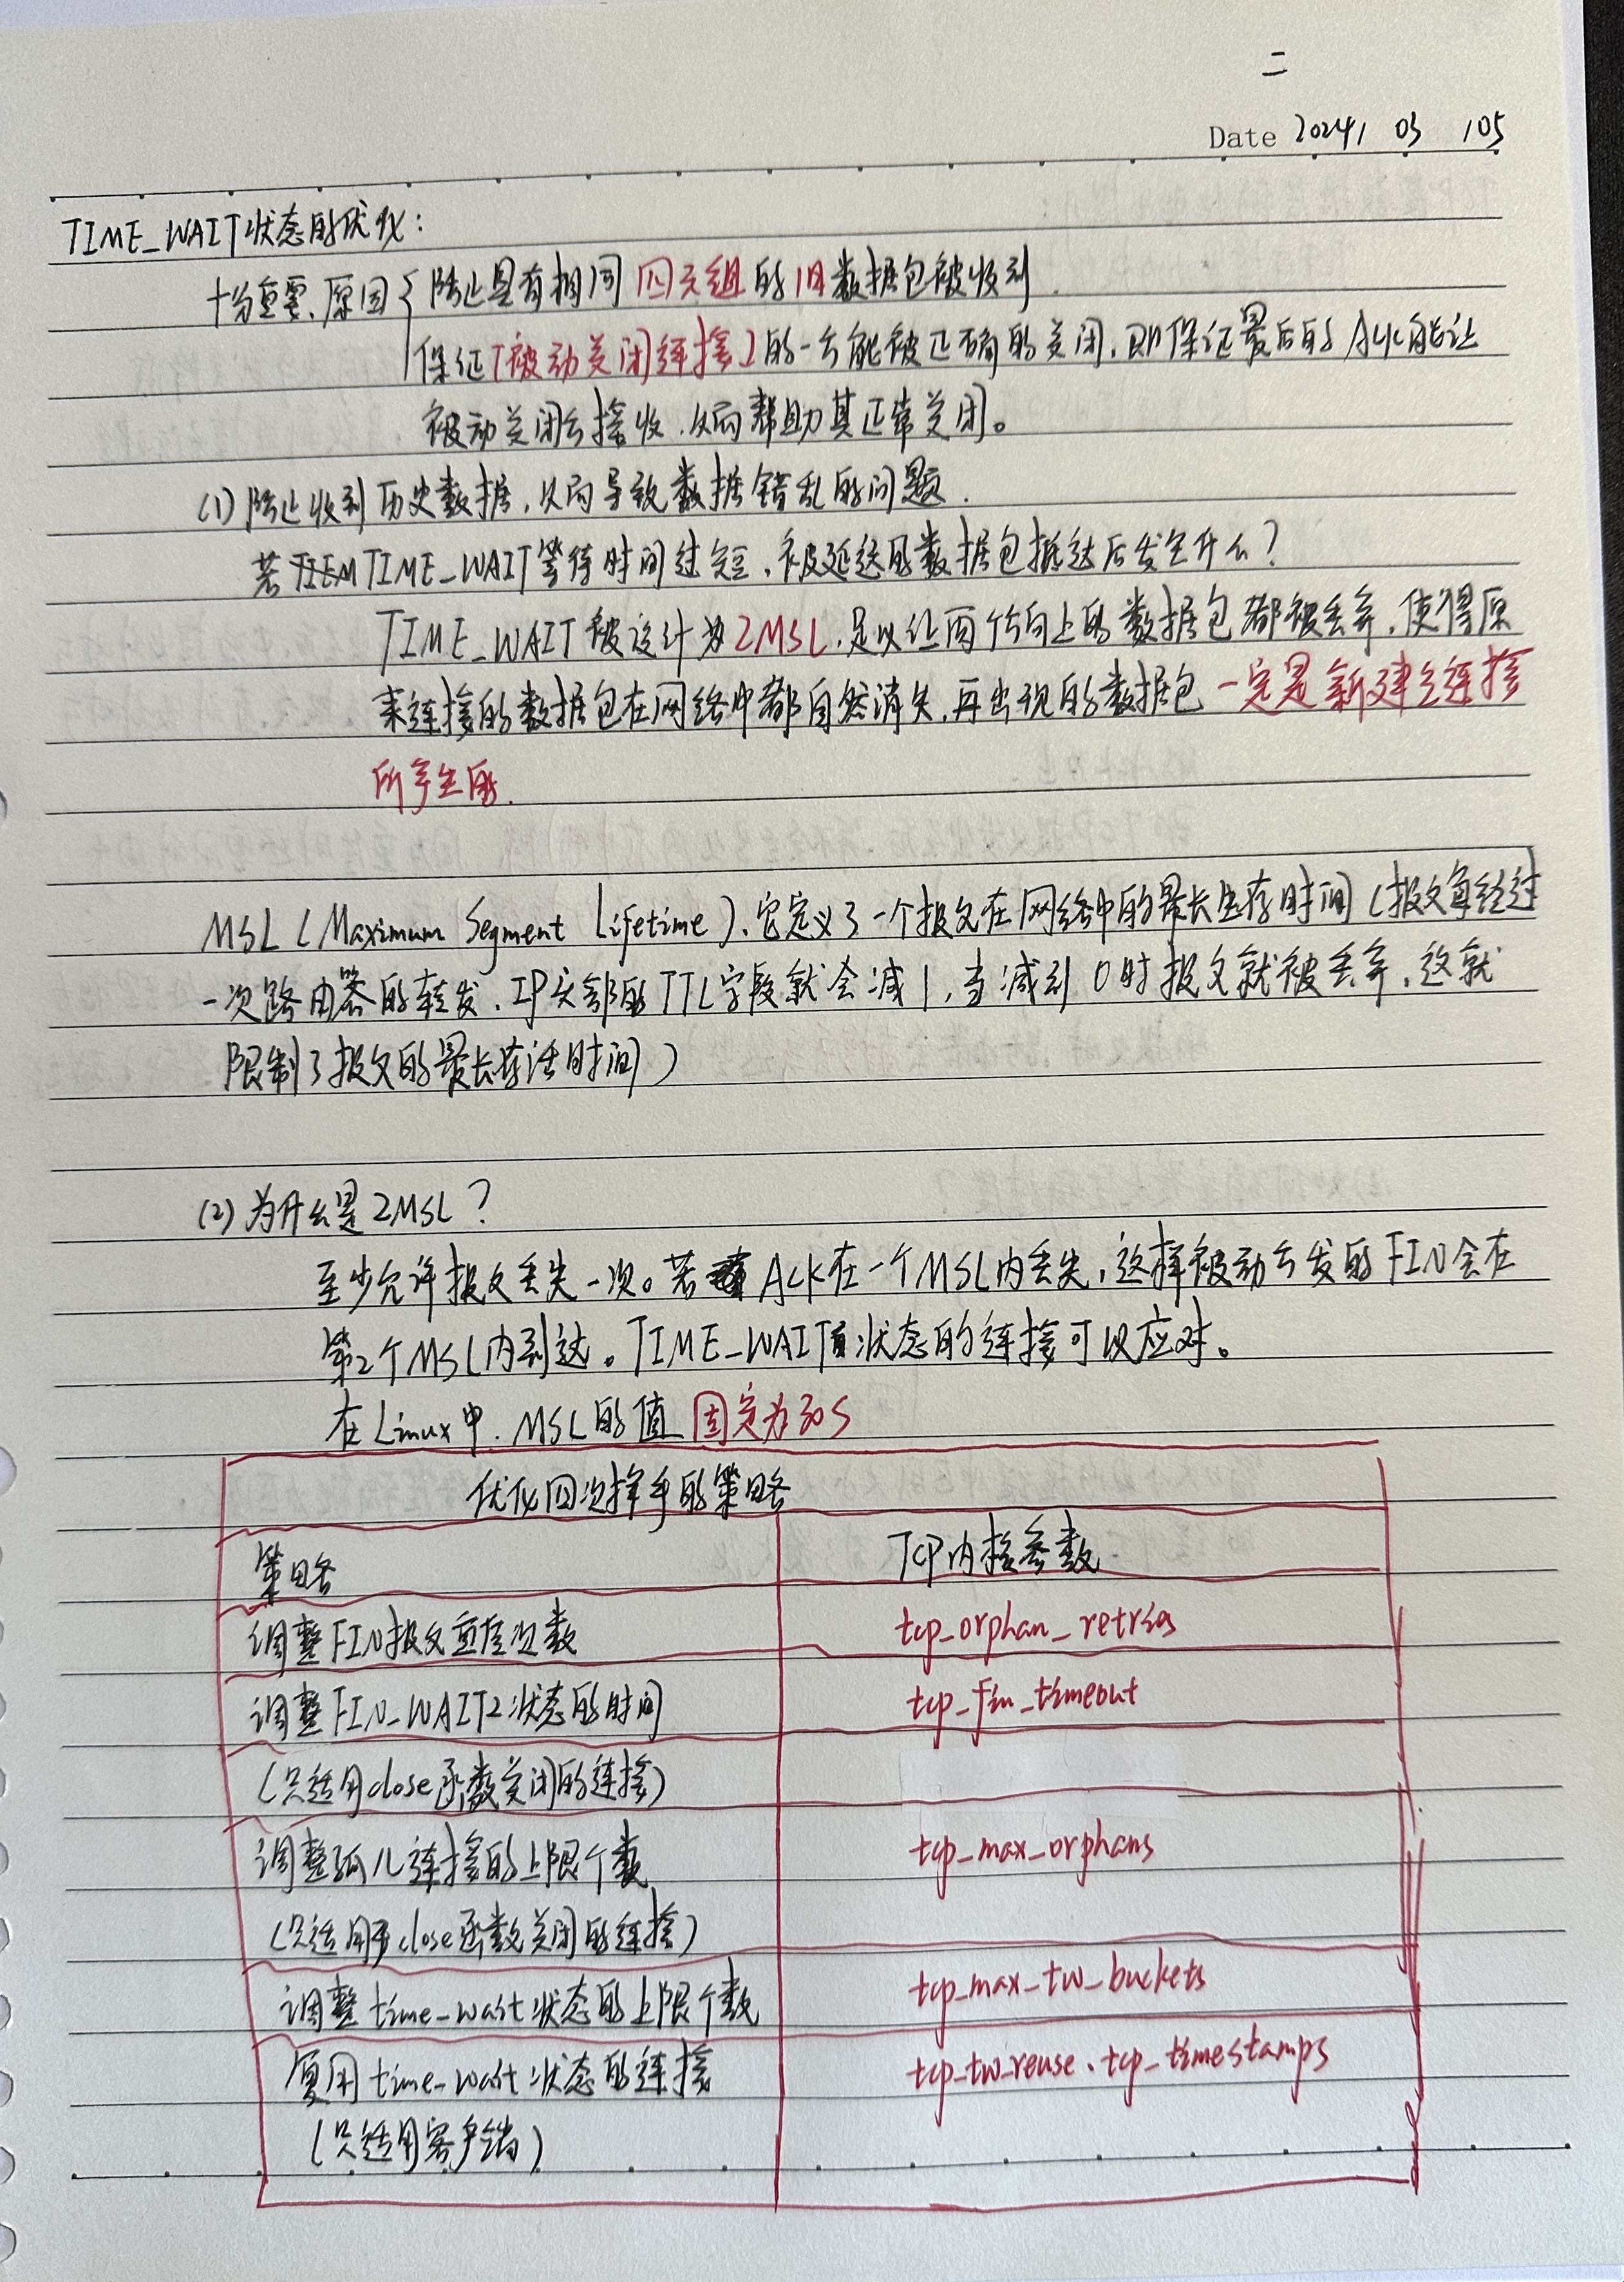 二
Date 2024/ 03 /05
TIME_WAIT状态的优化:
十分重要、原因{防止具有相同四元组的旧数据包被收到.
保证「被动关闭连接」的一方能被正确的关闭,即保证最后的ACK能让
被动关闭方接收,从而帮助其正常关闭。
(1)防止收到历史数据,从而导致数据错乱的问题.
若TIME_WAIT等待时间过短,被延迟的数据包抵达后发生什么?
TIME_WAIT被设计为2MSL,足以让两个方向上的数据包都被丢弃,使得原
来连接的数据包在网络中都自然消失,再出现的数据包一定是新建立连接
所产生的.
MSL(Maximum Segment Lifetime),它定义了一个报文在网络中的最长生存时间(报文每经过
一次路由器的转发,IP头部的TTL字段就会减1,当减到0时报文就被丢弃,这就
限制了报文的最长存活时间)
(2)为什么是2MSL?
至少允许报文丢失一次。若ACK在一个MSL内丢失,这样被动方发的FIN会在
第2个MSL内到达。TIME_WAIT状态的连接可以应对。
在Linux中,MSL的值固定为30S
优化四次挥手的策略
策略 TCP内核参数
调整FIN报文重传次数 tcp_orphan_retries
调整FIN_WAIT2状态的时间 tcp_fin_timeout
(只适用close函数关闭的连接)
调整孤儿连接的上限个数 tcp_max_orphans
(只适用于close函数关闭的连接)
调整time_wait状态的上限个数 tcp_max_tw_buckets
复用time_wait状态的连接 tcp_tw_reuse、tcp_timestamps
(只适用客户端)